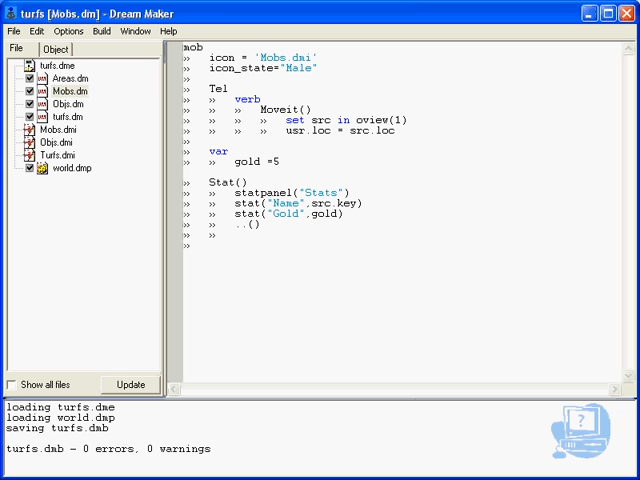 turfs [Mobs.dm] - Dream Maker
File Edit Options Build Window Help
File Object
turfs.dme
Areas.dm
Mobs.dm
Objs.dm
turfs.dm
Mobs.dmi
Objs.dmi
Turfs.dmi
world.dmp
Show all files Update
mob
» icon = 'Mobs.dmi'
» icon_state="Male"
»
» Tel
» » verb
» » » Moveit()
» » » » set src in oview(1)
» » » » usr.loc = src.loc
»
» var
» » gold =5
» Stat()
» » statpanel("Stats")
» » stat("Name",src.key)
» » stat("Gold",gold)
» » ..()
» »
»
loading turfs.dme
loading world.dmp
saving turfs.dmb
turfs.dmb - 0 errors, 0 warnings
?